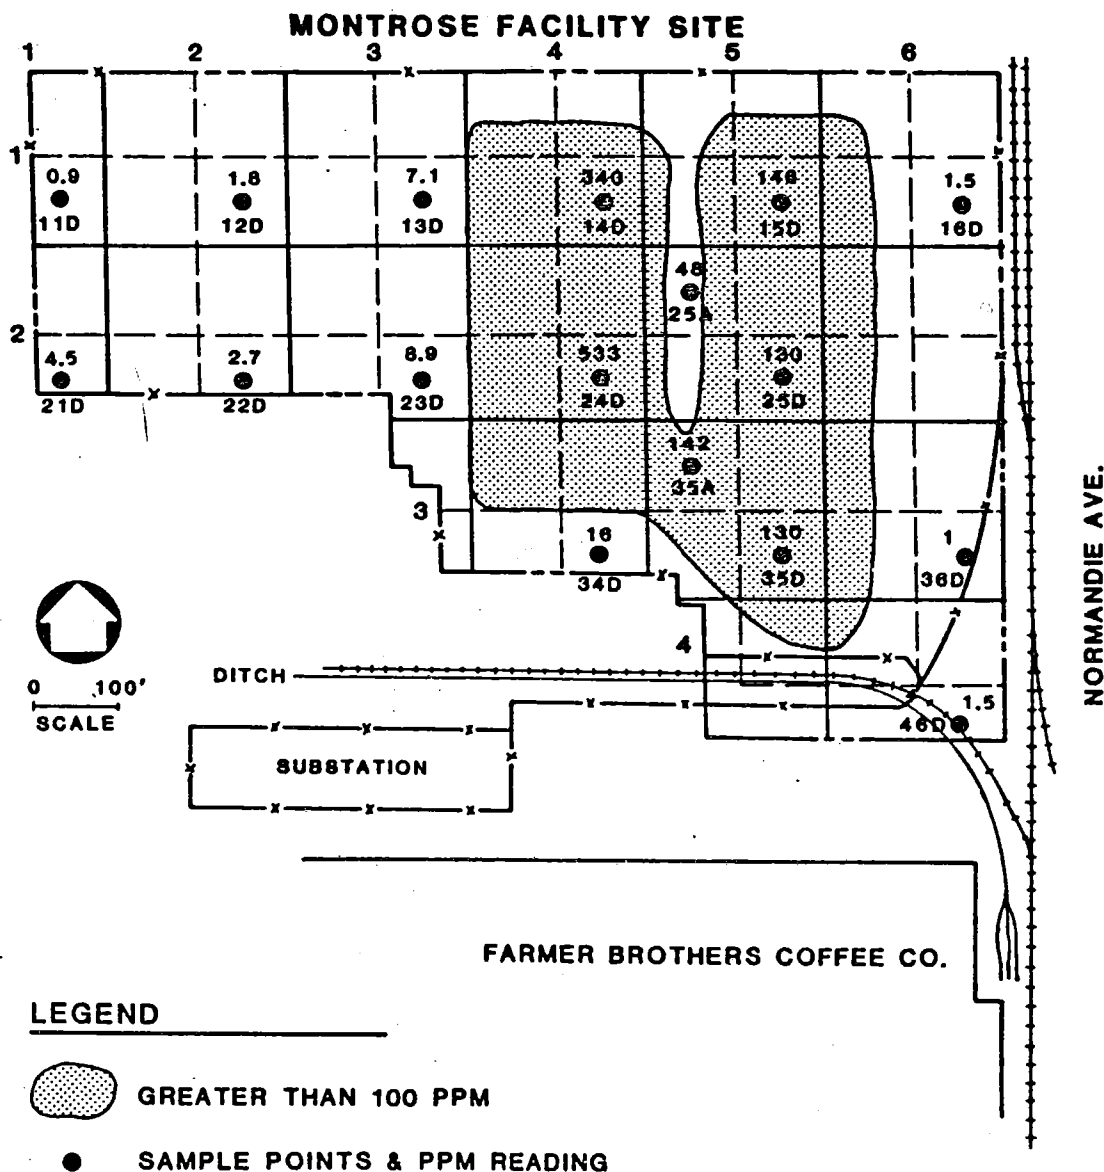 MONTROSE FACILITY SITE
1 2 3 4 5 6
1
0.9 1.8 7.1 340 146 1.5
11D 12D 13D 14D 15D 16D
48
25A
2
4.5 2.7 8.9 533 130
21D 22D 23D 24D 25D
142
35A
3
16 130 1
34D 35D 36D
4
DITCH
1.5
46D
0 100'
SCALE
SUBSTATION
NORMANDIE AVE.
FARMER BROTHERS COFFEE CO.
LEGEND
GREATER THAN 100 PPM
SAMPLE POINTS & PPM READING